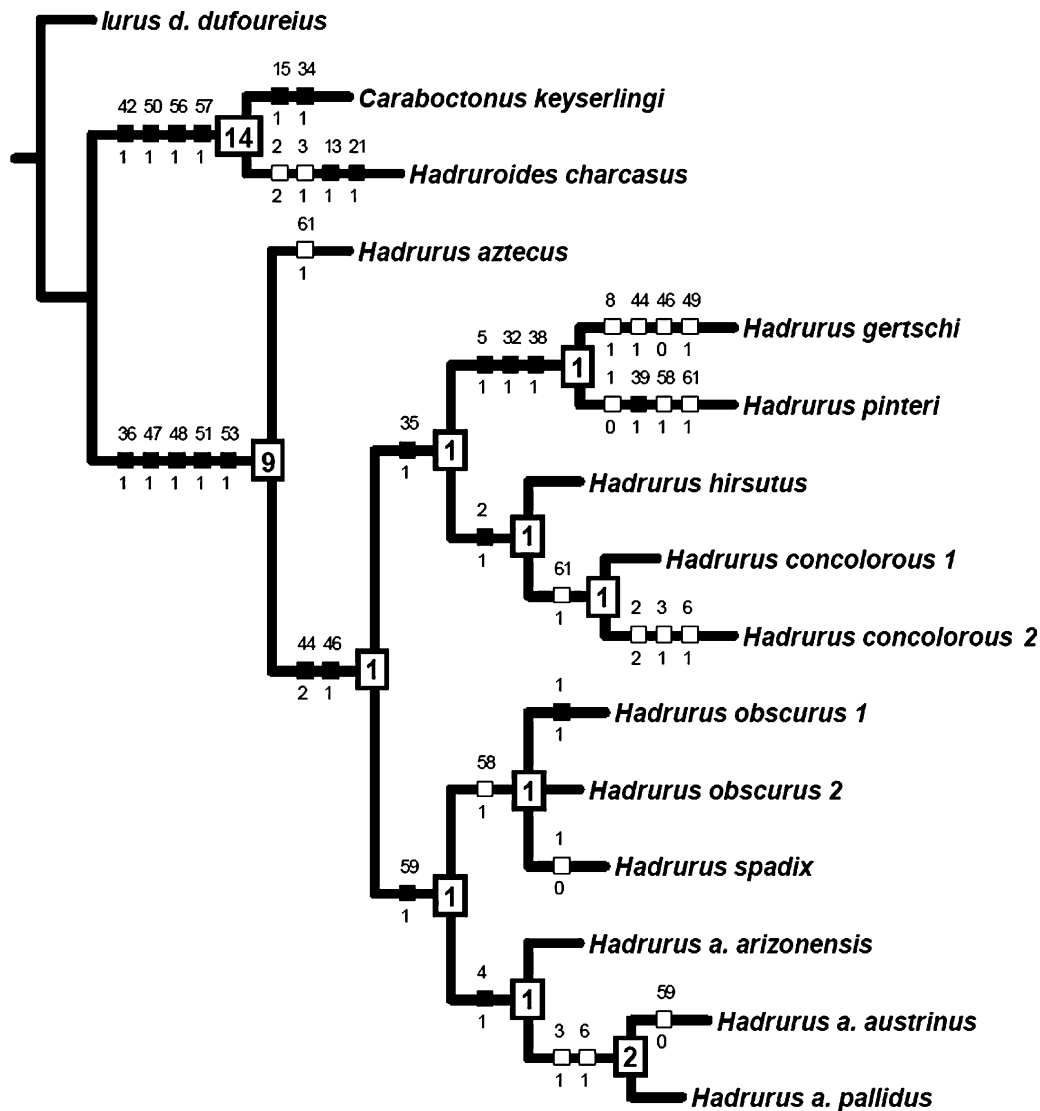 Iurus d. dufoureius
15 34
Caraboctonus keyserlingi
1 1
42 50 56 57
14
1 1 1 1
2 3 13 21
Hadruroides charcasus
2 1 1 1
61
Hadrurus aztecus
1
8 44 46 49
Hadrurus gertschi
1 1 0 1
5 32 38
1
1 1 1
1 39 58 61
Hadrurus pinteri
0 1 1 1
36 47 48 51 53
9
1 1 1 1 1
35
1
1
Hadrurus hirsutus
2
1
1
Hadrurus concolorous 1
61
1
1
2 3 6
Hadrurus concolorous 2
2 1 1
44 46
1
2 1
1
Hadrurus obscurus 1
1
58
1
1
Hadrurus obscurus 2
1
Hadrurus spadix
0
59
1
1
Hadrurus a. arizonensis
4
1
1
59
Hadrurus a. austrinus
0
3 6
2
1 1
Hadrurus a. pallidus